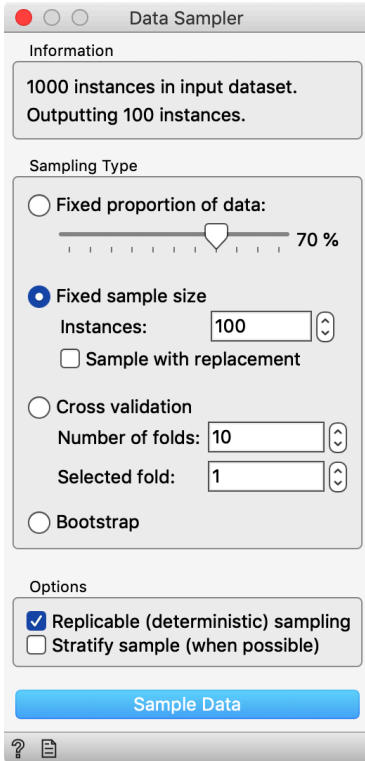 Data Sampler
Information
1000 instances in input dataset.
Outputting 100 instances.
Sampling Type
Fixed proportion of data:
70 %
Fixed sample size
Instances: 100
Sample with replacement
Cross validation
Number of folds: 10
Selected fold: 1
Bootstrap
Options
Replicable (deterministic) sampling
Stratify sample (when possible)
Sample Data
?